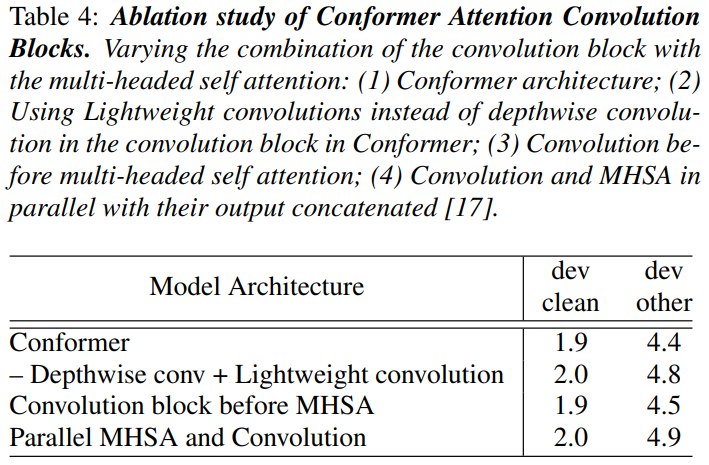 Table 4: Ablation study of Conformer Attention Convolution
Blocks. Varying the combination of the convolution block with
the multi-headed self attention: (1) Conformer architecture; (2)
Using Lightweight convolutions instead of depthwise convolu-
tion in the convolution block in Conformer; (3) Convolution be-
fore multi-headed self attention; (4) Convolution and MHSA in
parallel with their output concatenated [17].
Model Architecture dev clean dev other
Conformer 1.9 4.4
– Depthwise conv + Lightweight convolution 2.0 4.8
Convolution block before MHSA 1.9 4.5
Parallel MHSA and Convolution 2.0 4.9